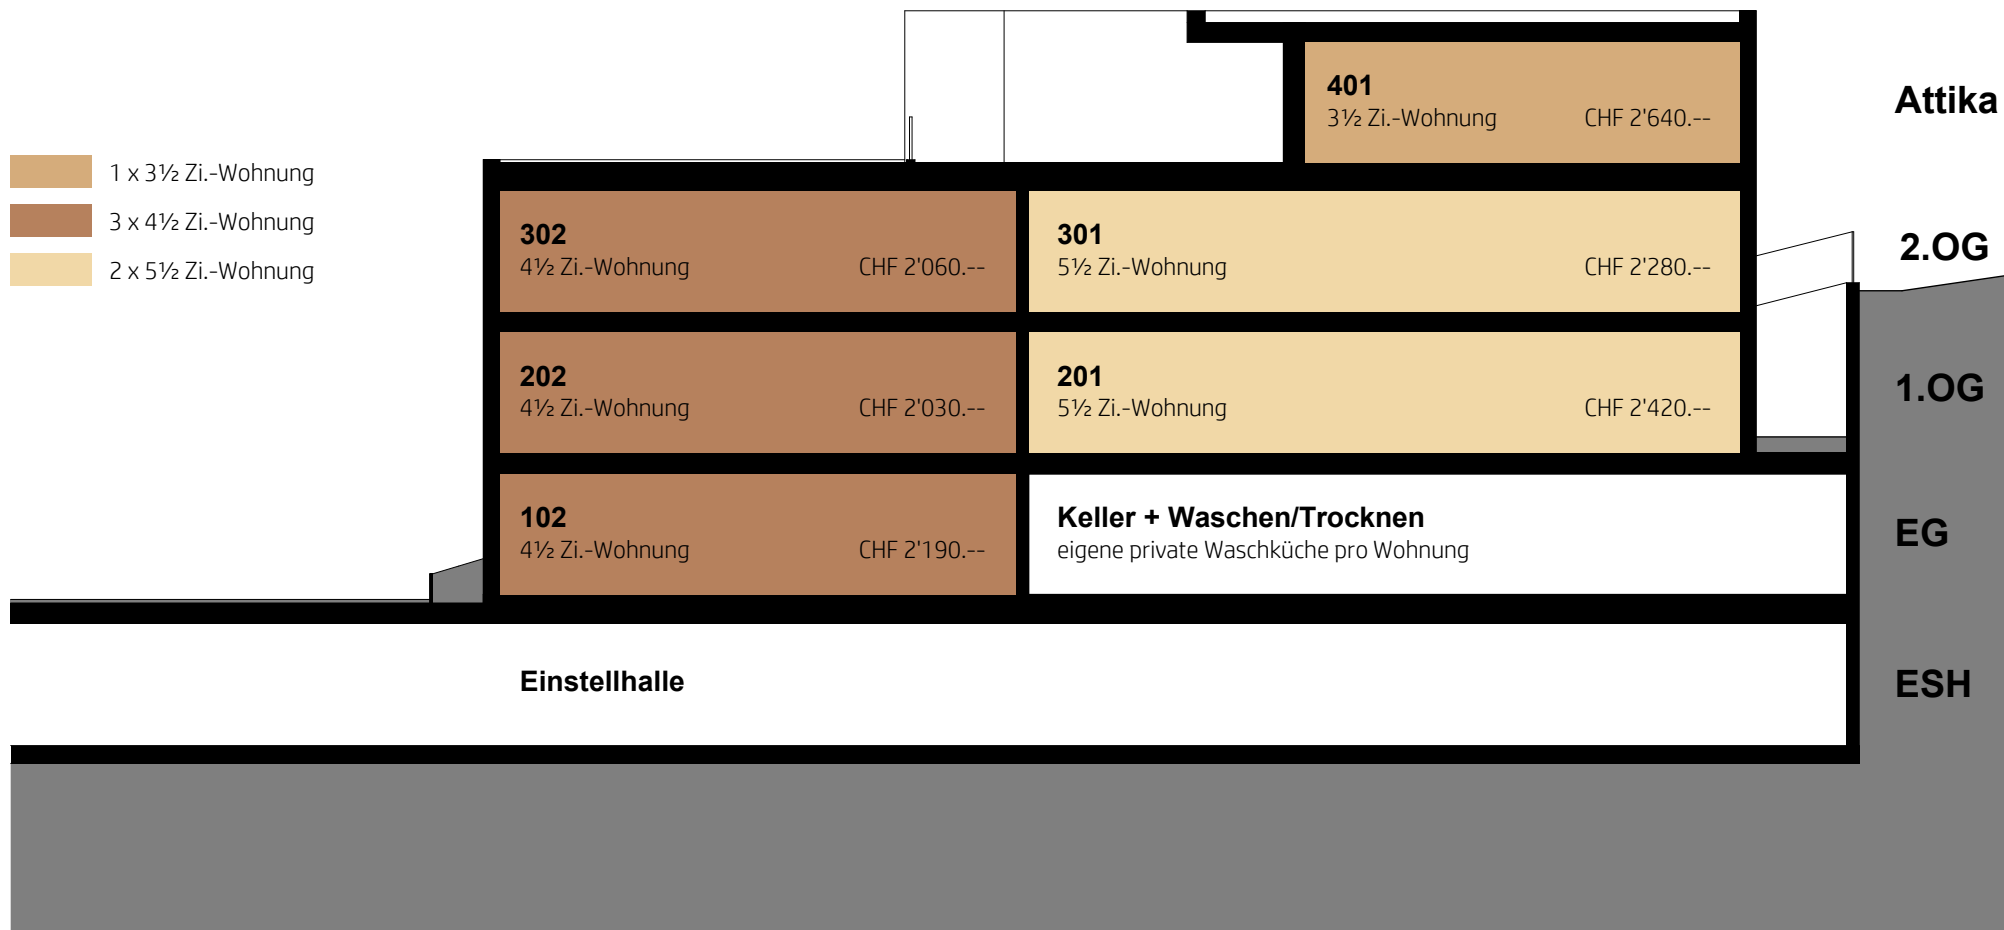 401
3½ Zi.-Wohnung CHF 2'640.--
Attika
1 x 3½ Zi.-Wohnung
3 x 4½ Zi.-Wohnung
2 x 5½ Zi.-Wohnung
302
4½ Zi.-Wohnung CHF 2'060.--
301
5½ Zi.-Wohnung CHF 2'280.--
2.OG
202
4½ Zi.-Wohnung CHF 2'030.--
201
5½ Zi.-Wohnung CHF 2'420.--
1.OG
102
4½ Zi.-Wohnung CHF 2'190.--
Keller + Waschen/Trocknen
eigene private Waschküche pro Wohnung
EG
Einstellhalle
ESH